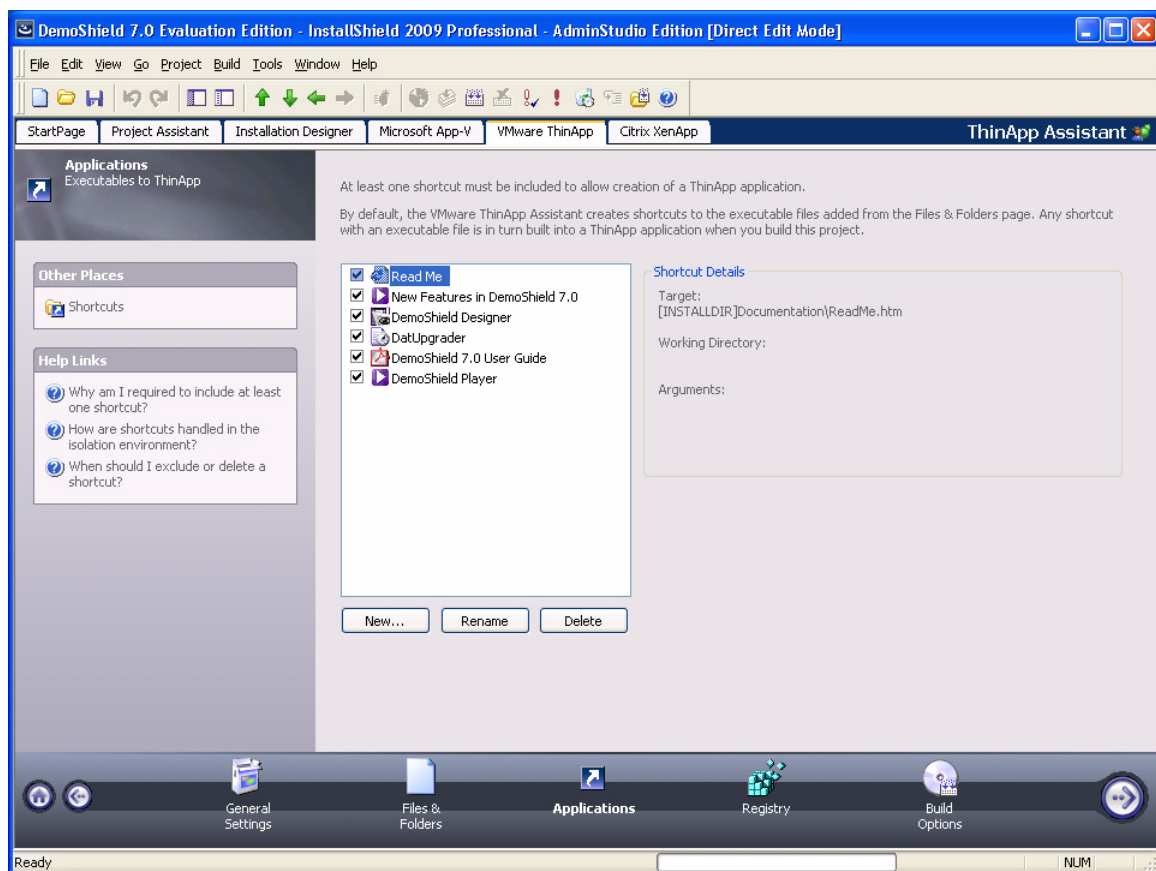 DemoShield 7.0 Evaluation Edition - InstallShield 2009 Professional - AdminStudio Edition [Direct Edit Mode]
File Edit View Go Project Build Tools Window Help
StartPage Project Assistant Installation Designer Microsoft App-V VMware ThinApp Citrix XenApp ThinApp Assistant
Applications
Executables to ThinApp
Other Places
Shortcuts
Help Links
Why am I required to include at least
one shortcut?
How are shortcuts handled in the
isolation environment?
When should I exclude or delete a
shortcut?
At least one shortcut must be included to allow creation of a ThinApp application.
By default, the VMware ThinApp Assistant creates shortcuts to the executable files added from the Files & Folders page. Any shortcut
with an executable file is in turn built into a ThinApp application when you build this project.
Read Me
New Features in DemoShield 7.0
DemoShield Designer
DatUpgrader
DemoShield 7.0 User Guide
DemoShield Player
New... Rename Delete
Shortcut Details
Target:
[INSTALLDIR]Documentation\ReadMe.htm
Working Directory:
Arguments:
General
Settings
Files &
Folders
Applications
Registry
Build
Options
Ready NUM